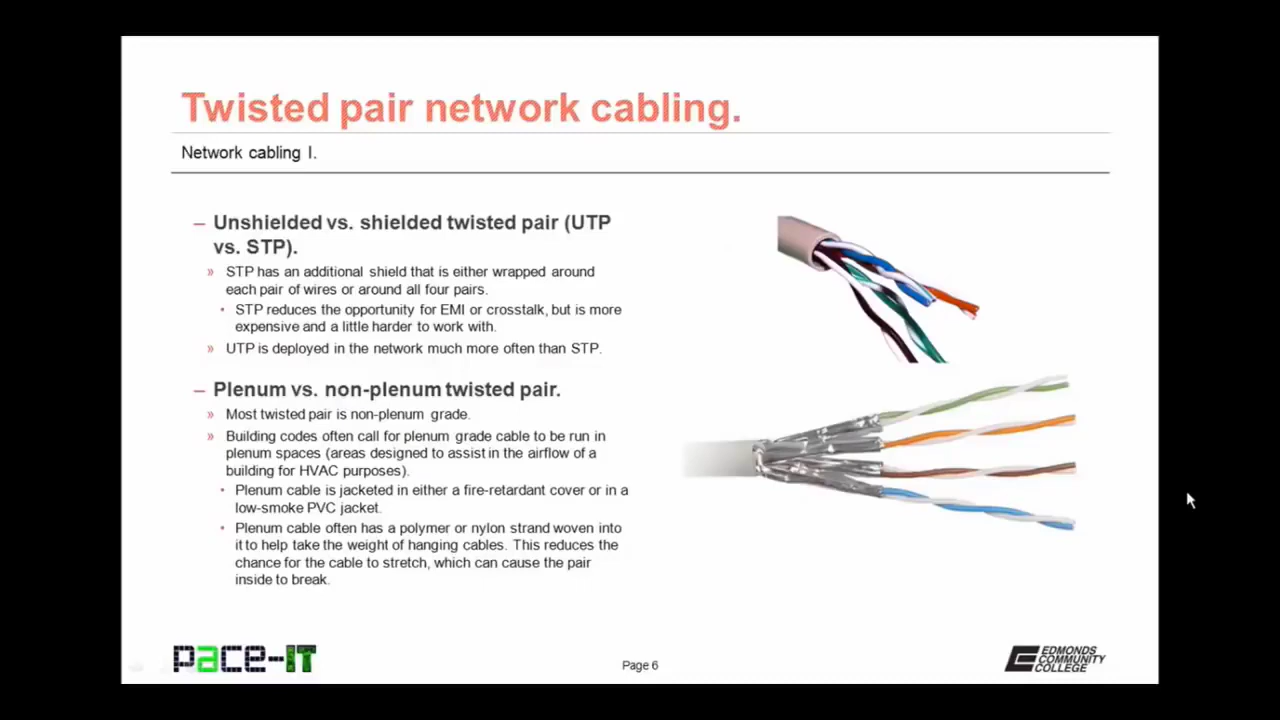 Twisted pair network cabling.
Network cabling I.
– Unshielded vs. shielded twisted pair (UTP
vs. STP).
» STP has an additional shield that is either wrapped around
each pair of wires or around all four pairs.
• STP reduces the opportunity for EMI or crosstalk, but is more
expensive and a little harder to work with.
» UTP is deployed in the network much more often than STP.
– Plenum vs. non-plenum twisted pair.
» Most twisted pair is non-plenum grade.
» Building codes often call for plenum grade cable to be run in
plenum spaces (areas designed to assist in the airflow of a
building for HVAC purposes).
• Plenum cable is jacketed in either a fire-retardant cover or in a
low-smoke PVC jacket.
• Plenum cable often has a polymer or nylon strand woven into
it to help take the weight of hanging cables. This reduces the
chance for the cable to stretch, which can cause the pair
inside to break.
pace-IT
Page 6
EDMONDS
COMMUNITY
COLLEGE